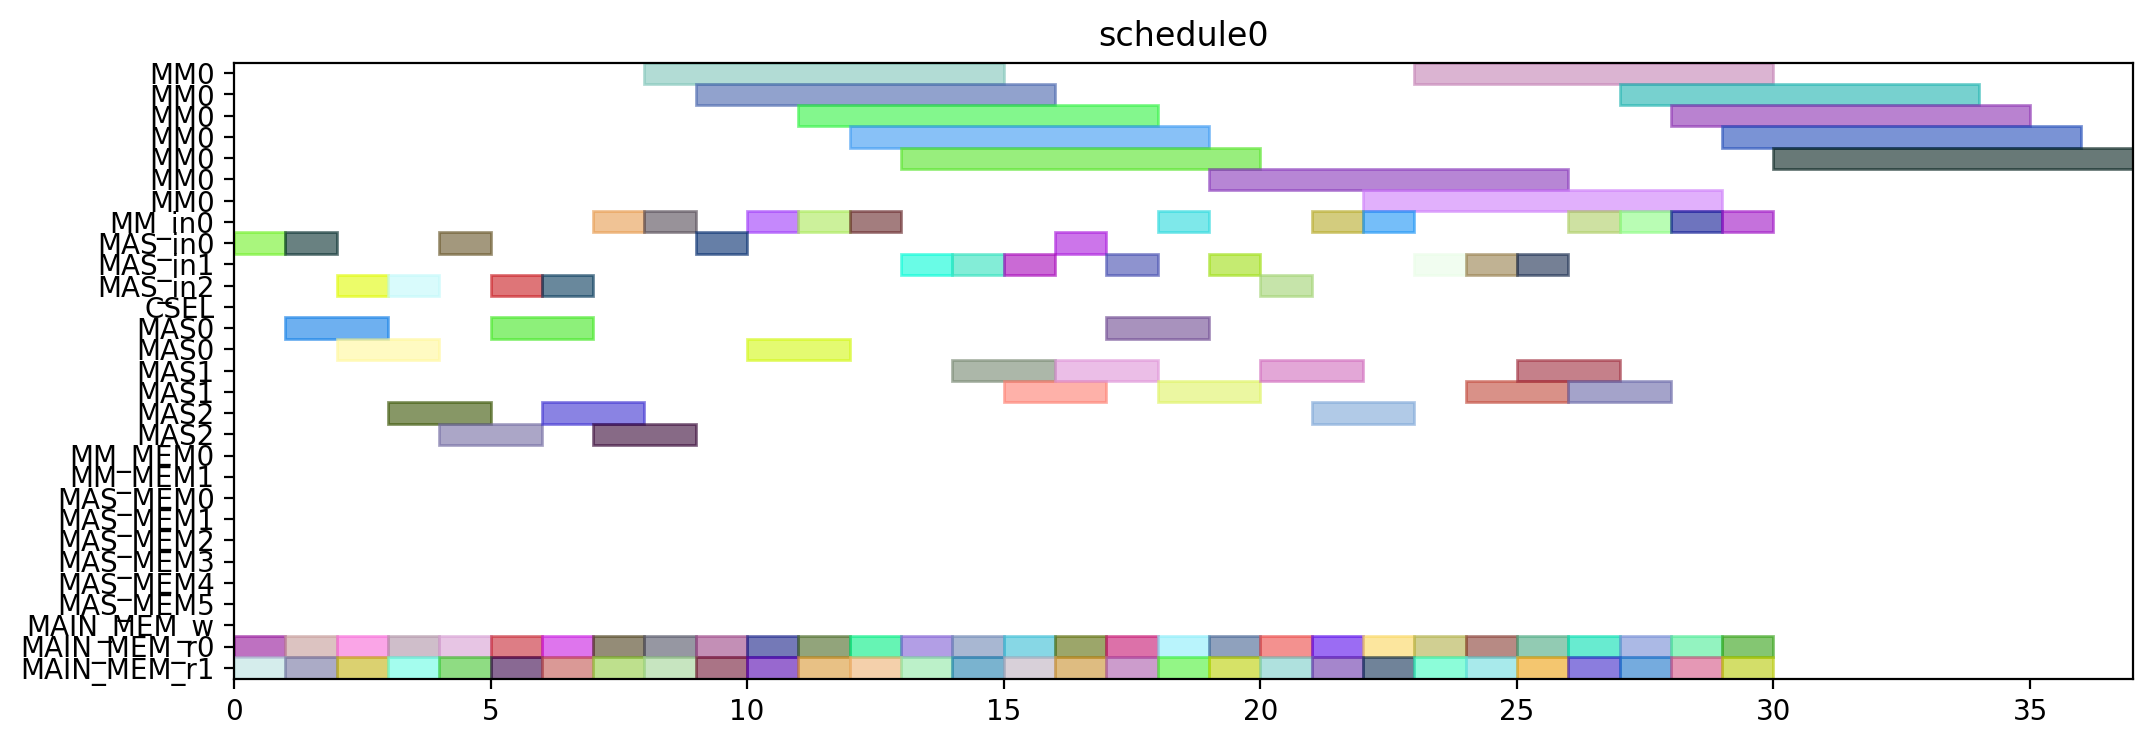 schedule0
MM0
MM0
MM0
MM0
MM0
MM0
MM0
MM_in0
MAS_in0
MAS_in1
MAS_in2
CSEL
MAS0
MAS0
MAS1
MAS1
MAS2
MAS2
MM_MEM0
MM_MEM1
MAS_MEM0
MAS_MEM1
MAS_MEM2
MAS_MEM3
MAS_MEM4
MAS_MEM5
MAIN_MEM_w
MAIN_MEM_r0
MAIN_MEM_r1
0 5 10 15 20 25 30 35